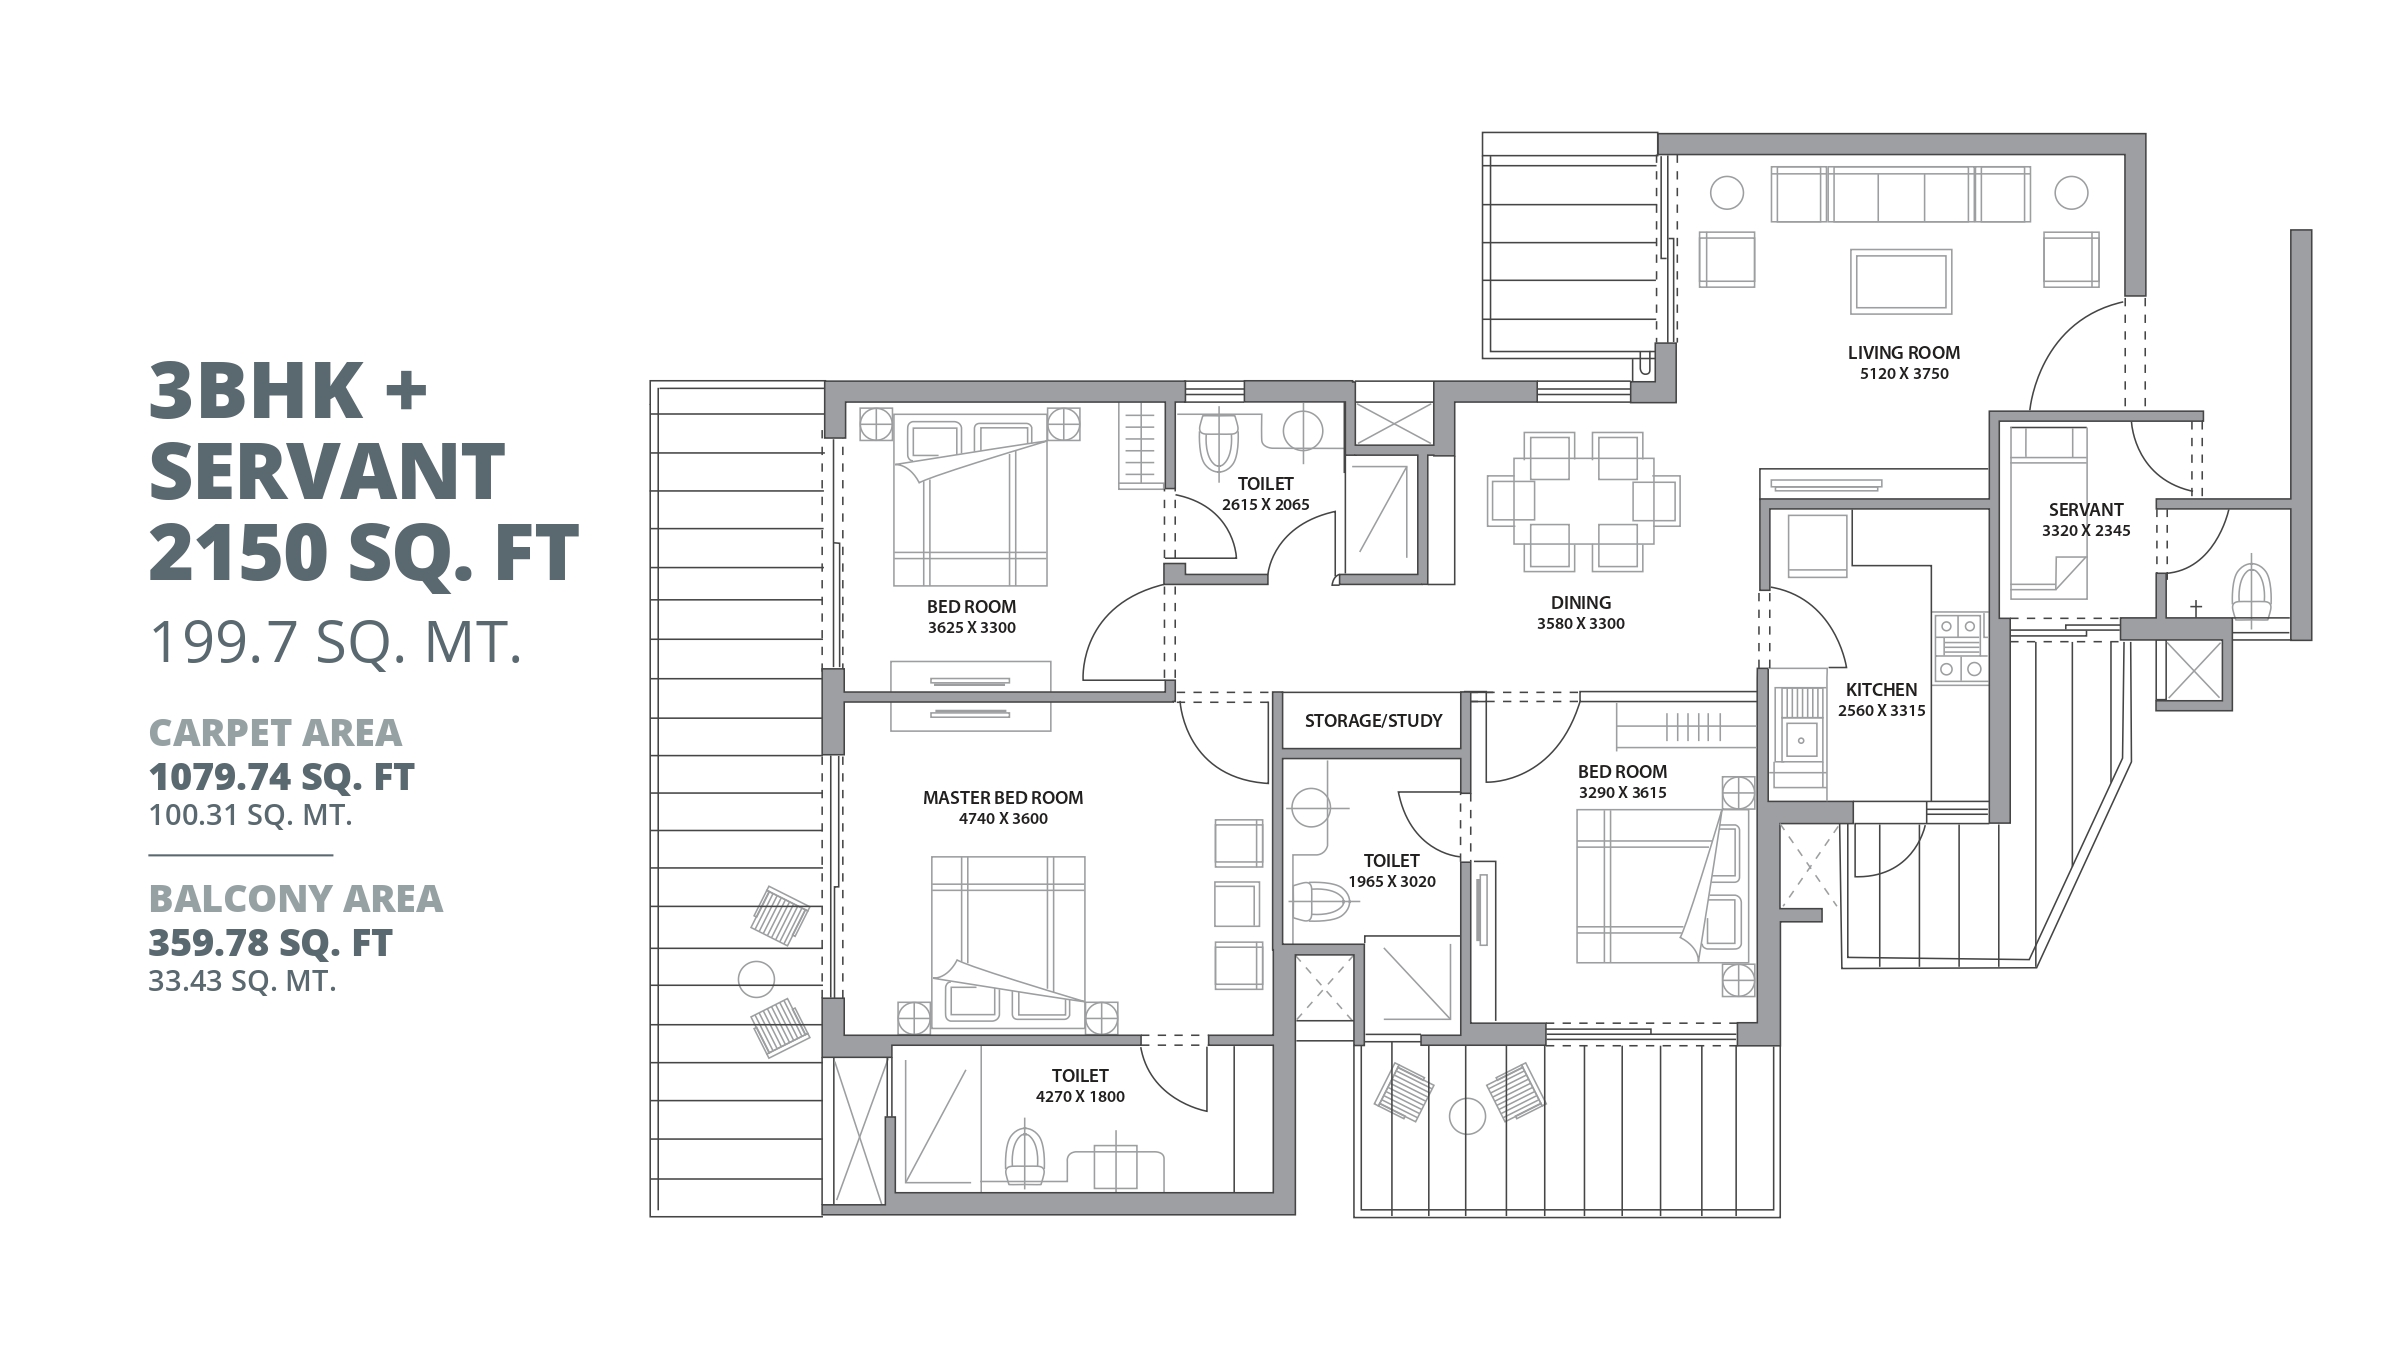 3BHK +
SERVANT
2150 SQ. FT
199.7 SQ. MT.
CARPET AREA
1079.74 SQ. FT
100.31 SQ. MT.
BALCONY AREA
359.78 SQ. FT
33.43 SQ. MT.
LIVING ROOM
5120 X 3750
TOILET
2615 X 2065
SERVANT
3320 X 2345
BED ROOM
3625 X 3300
DINING
3580 X 3300
KITCHEN
2560 X 3315
STORAGE/STUDY
BED ROOM
3290 X 3615
MASTER BED ROOM
4740 X 3600
TOILET
1965 X 3020
TOILET
4270 X 1800